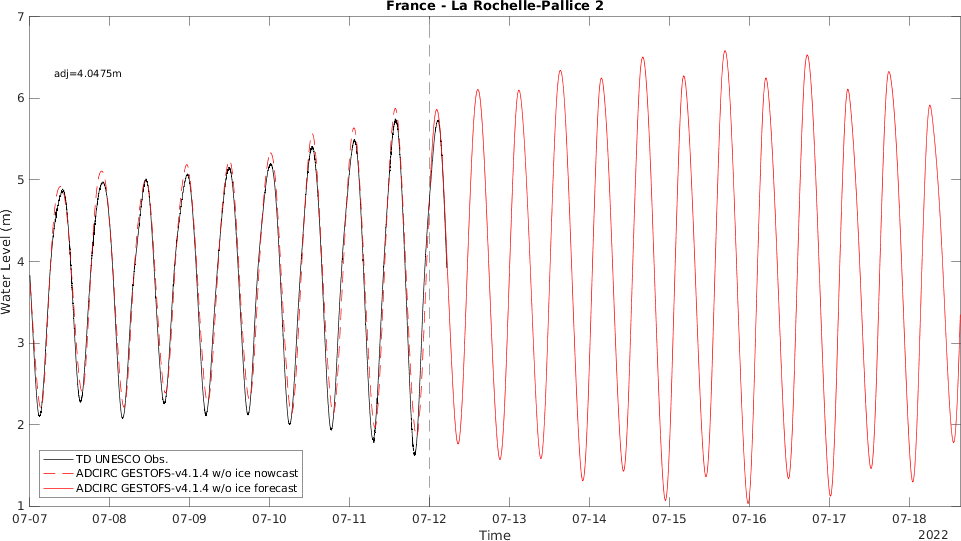 France - La Rochelle-Pallice 2
7
adj=4.0475m
6
5
4
3
2
1
Water Level (m)
TD UNESCO Obs.
ADCIRC GESTOFS-v4.1.4 w/o ice nowcast
ADCIRC GESTOFS-v4.1.4 w/o ice forecast
07-07 07-08 07-09 07-10 07-11 07-12 07-13 07-14 07-15 07-16 07-17 07-18
Time
2022